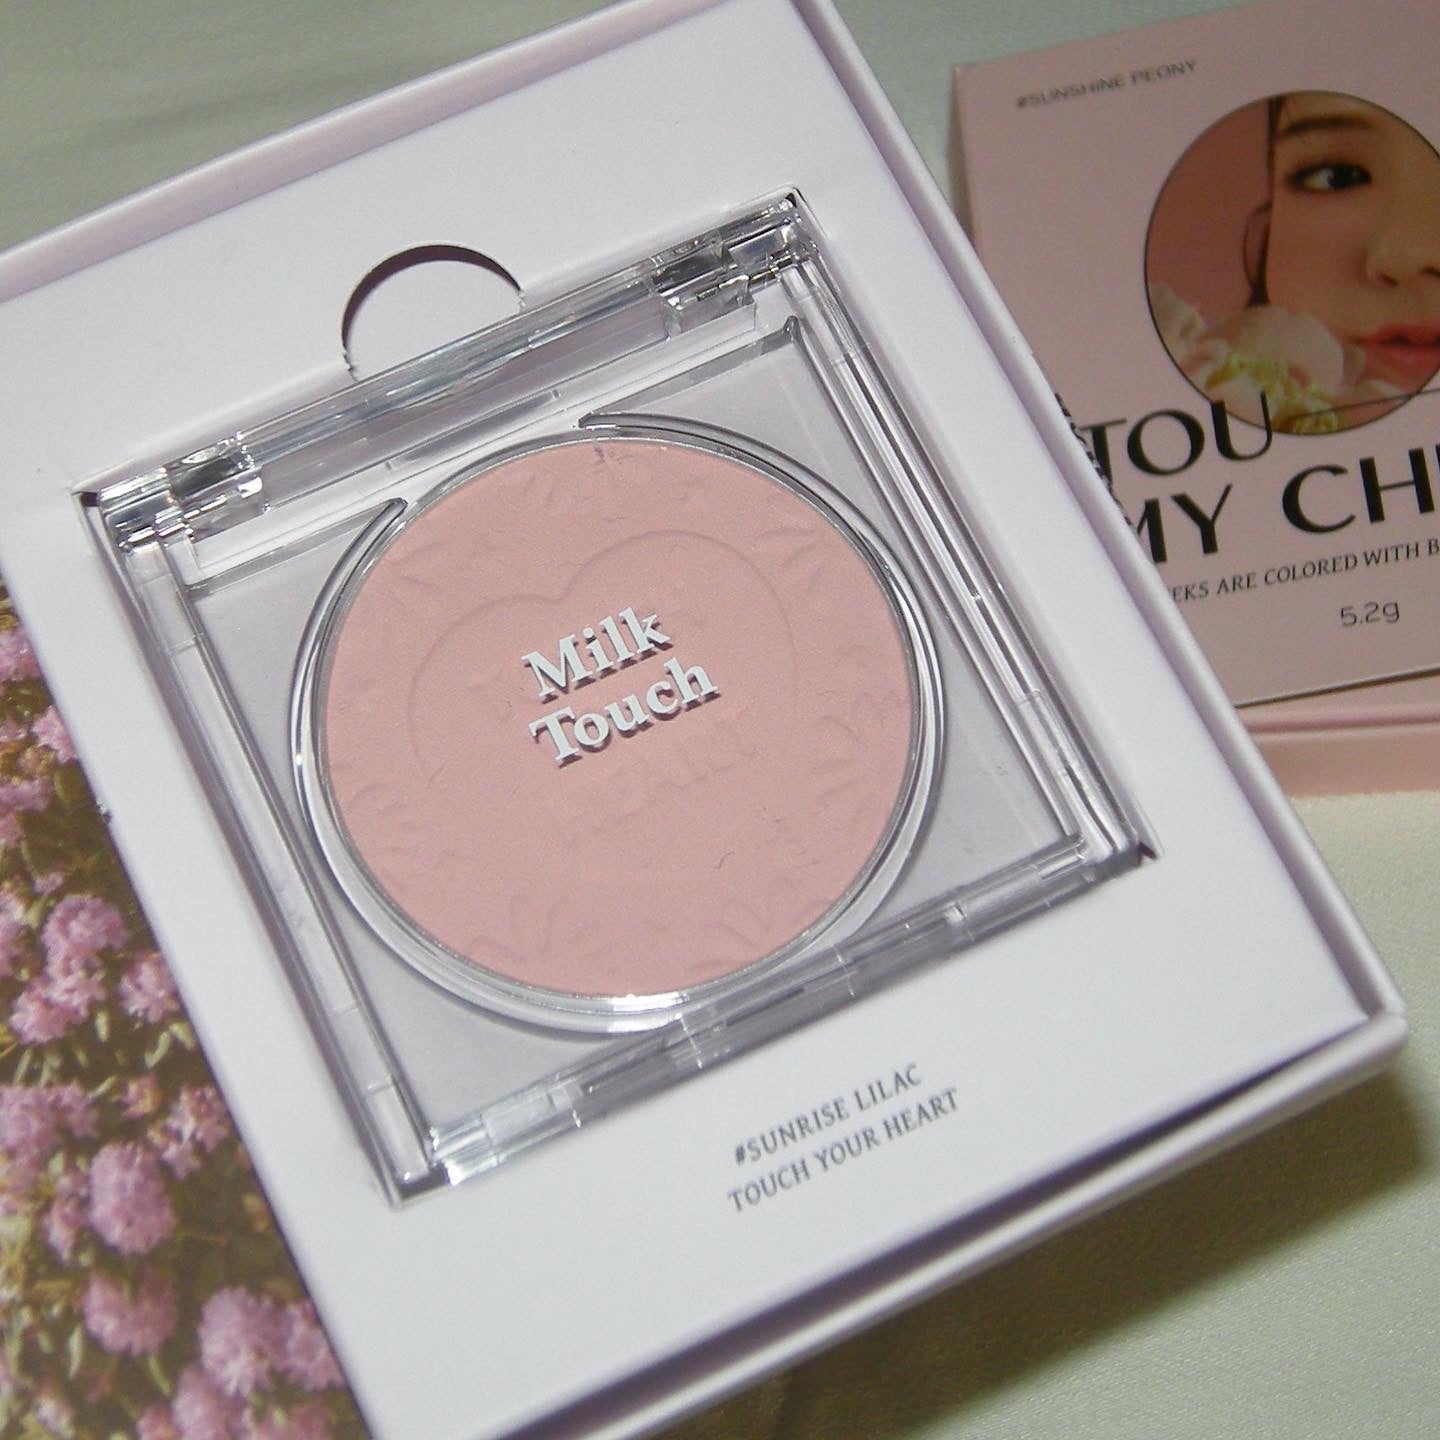 #SUNSHINE PEONY
TOU
MY CH
EKS ARE COLORED WITH B
5.2g
Milk
Touch
#SUNRISE LILAC
TOUCH YOUR HEART